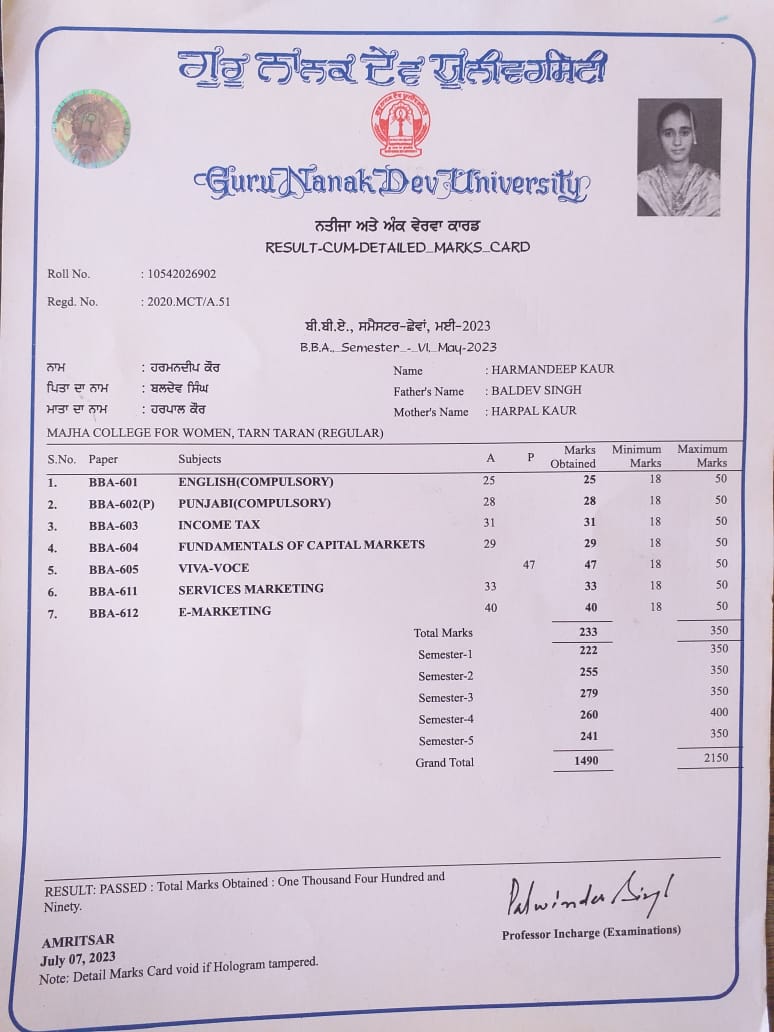 ਗੁਰੂ ਨਾਨਕ ਦੇਵ ਯੂਨੀਵਰਸਿਟੀ
Guru Nanak Dev University
ਨਤੀਜਾ ਅਤੇ ਅੰਕ ਵੇਰਵਾ ਕਾਰਡ
RESULT-CUM-DETAILED_MARKS_CARD
Roll No. : 10542026902
Regd. No. : 2020.MCT/A.51
ਬੀ.ਬੀ.ਏ., ਸਮੈਸਟਰ-ਛੇਵਾਂ, ਮਈ-2023
B.B.A., Semester - VI, May-2023
ਨਾਮ : ਹਰਮਨਦੀਪ ਕੌਰ Name : HARMANDEEP KAUR
ਪਿਤਾ ਦਾ ਨਾਮ : ਬਲਦੇਵ ਸਿੰਘ Father's Name : BALDEV SINGH
ਮਾਤਾ ਦਾ ਨਾਮ : ਹਰਪਾਲ ਕੌਰ Mother's Name : HARPAL KAUR
MAJHA COLLEGE FOR WOMEN, TARN TARAN (REGULAR)
S.No. Paper Subjects A P Marks Obtained Minimum Marks Maximum Marks
1. BBA-601 ENGLISH(COMPULSORY) 25 25 18 50
2. BBA-602(P) PUNJABI(COMPULSORY) 28 28 18 50
3. BBA-603 INCOME TAX 31 31 18 50
4. BBA-604 FUNDAMENTALS OF CAPITAL MARKETS 29 29 18 50
5. BBA-605 VIVA-VOCE 47 47 18 50
6. BBA-611 SERVICES MARKETING 33 33 18 50
7. BBA-612 E-MARKETING 40 40 18 50
Total Marks 233 350
Semester-1 222 350
Semester-2 255 350
Semester-3 279 350
Semester-4 260 400
Semester-5 241 350
Grand Total 1490 2150
RESULT: PASSED : Total Marks Obtained : One Thousand Four Hundred and
Ninety.
Palwinder Singh
Professor Incharge (Examinations)
AMRITSAR
July 07, 2023
Note: Detail Marks Card void if Hologram tampered.